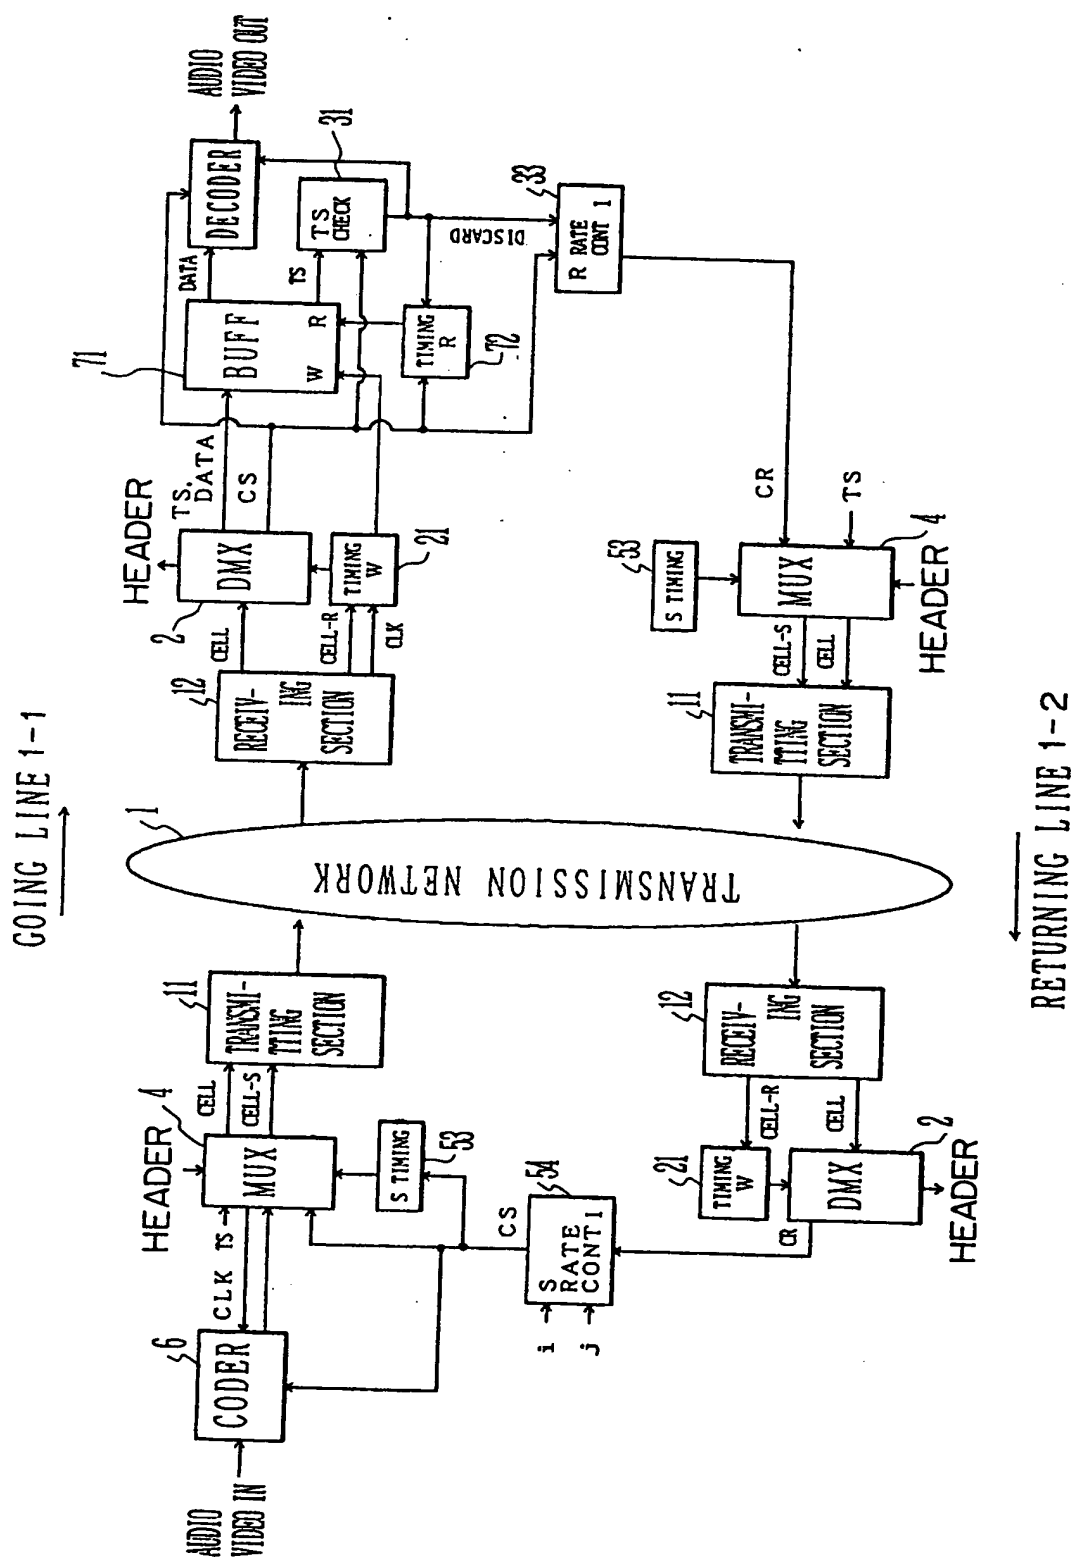 GOING LINE 1-1
AUDIO
VIDEO IN
6
CODER
CLK
TS
HEADER
4
MUX
CELL
CELL-S
S TIMING
53
11
TRANSMI-
TTING
SECTION
1
TRANSMISSION NETWORK
12
RECEIV-
ING
SECTION
CELL
CELL-R
CLK
HEADER
2
DMX
TIMING
W
21
TS.
DATA
CS
71
BUFF
W
R
DATA
TS
TIMING
R
72
DECODER
AUDIO
VIDEO OUT
TS
CHECK
31
DISCARD
33
R RATE
CONT 1
CR
TS
53
S TIMING
MUX
4
HEADER
CELL-S
CELL
11
TRANSMI-
TTING
SECTION
12
RECEIV-
ING
SECTION
CELL-R
CELL
21
TIMING
W
2
DMX
HEADER
CR
54
S
RATE
CONT 1
CS
i
j
RETURNING LINE 1-2